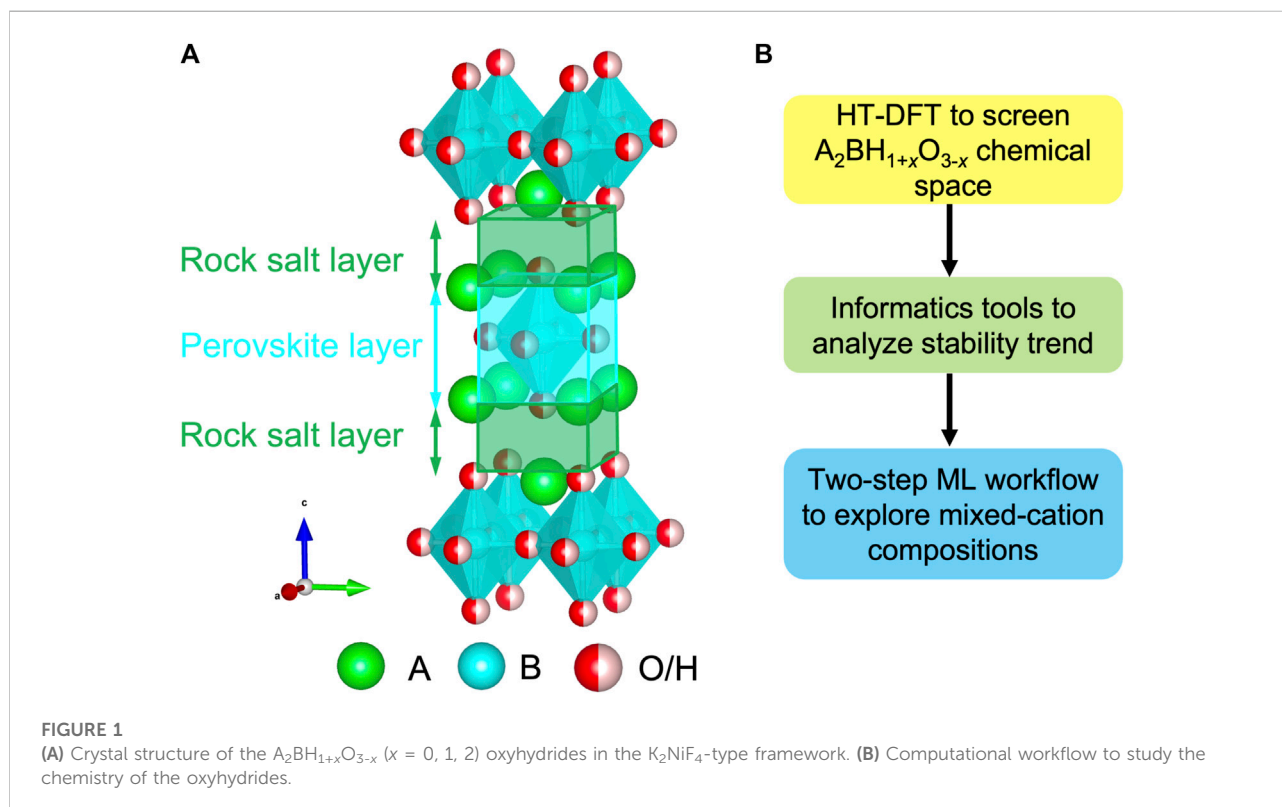 A
Rock salt layer
Perovskite layer
Rock salt layer
c
a
A
B
O/H
B
HT-DFT to screen
A₂BH₁₊ₓO₃₋ₓ chemical
space
Informatics tools to
analyze stability trend
Two-step ML workflow
to explore mixed-cation
compositions
FIGURE 1
(A) Crystal structure of the A₂BH₁₊ₓO₃₋ₓ (x = 0, 1, 2) oxyhydrides in the K₂NiF₄-type framework. (B) Computational workflow to study the
chemistry of the oxyhydrides.